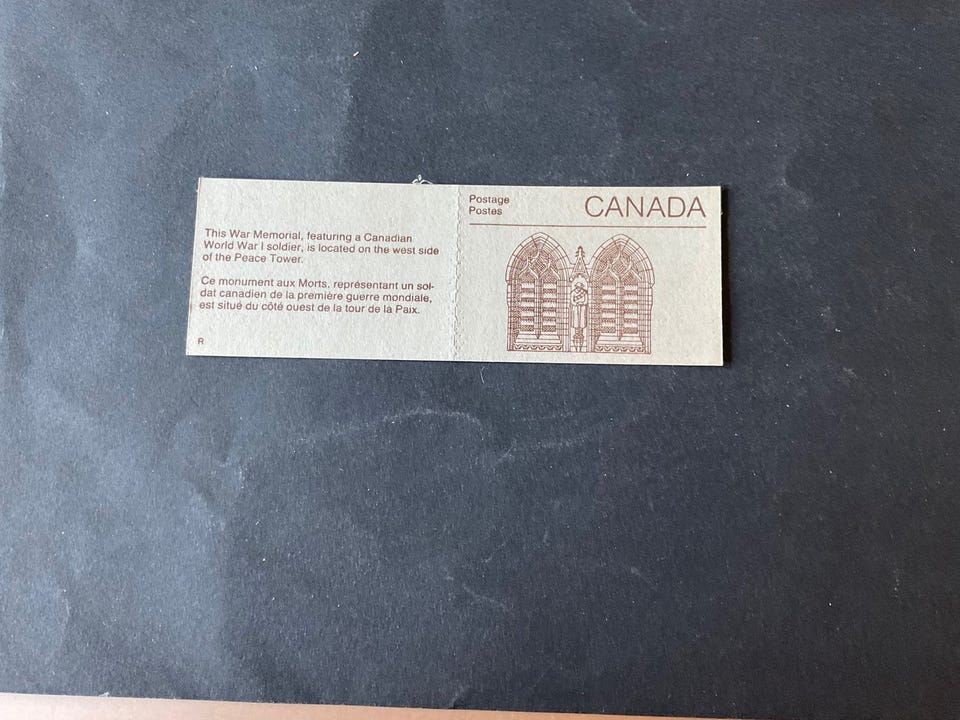 This War Memorial, featuring a Canadian
World War I soldier, is located on the west side
of the Peace Tower.
Ce monument aux Morts, représentant un sol-
dat canadien de la première guerre mondiale,
est situé du côté ouest de la tour de la Paix.
R
Postage
Postes
CANADA